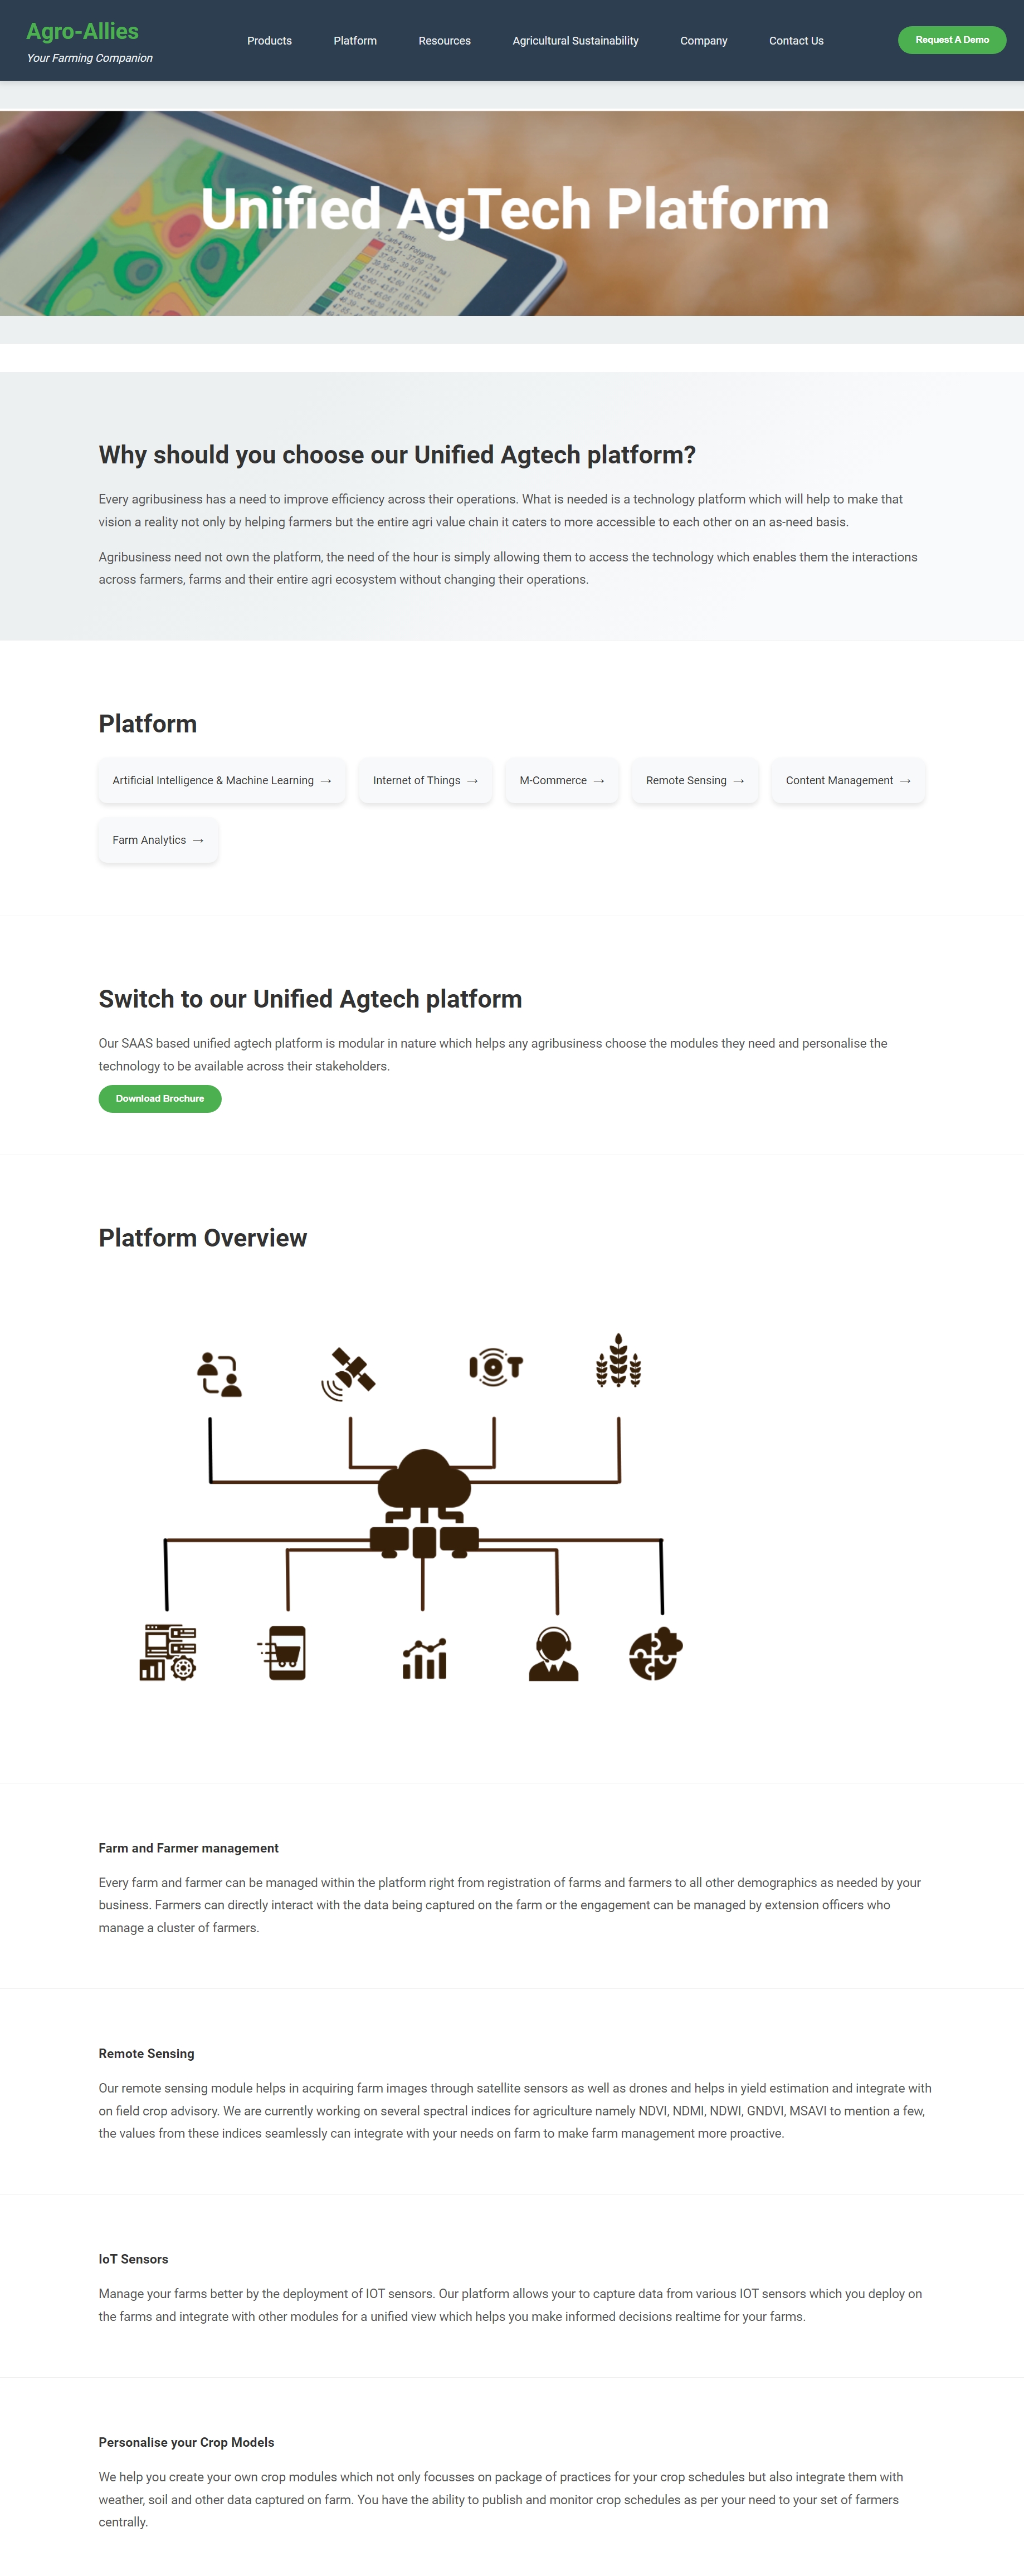 Agro-Allies
Your Farming Companion
Products
Platform
Resources
Agricultural Sustainability
Company
Contact Us
Request A Demo
Unified AgTech Platform
Why should you choose our Unified Agtech platform?
Every agribusiness has a need to improve efficiency across their operations. What is needed is a technology platform which will help to make that
vision a reality not only by helping farmers but the entire agri value chain it caters to more accessible to each other on an as-need basis.
Agribusiness need not own the platform, the need of the hour is simply allowing them to access the technology which enables them the interactions
across farmers, farms and their entire agri ecosystem without changing their operations.
Platform
Artificial Intelligence & Machine Learning →
Internet of Things →
M-Commerce →
Remote Sensing →
Content Management →
Farm Analytics →
Switch to our Unified Agtech platform
Our SAAS based unified agtech platform is modular in nature which helps any agribusiness choose the modules they need and personalise the
technology to be available across their stakeholders.
Download Brochure
Platform Overview
IOT
Farm and Farmer management
Every farm and farmer can be managed within the platform right from registration of farms and farmers to all other demographics as needed by your
business. Farmers can directly interact with the data being captured on the farm or the engagement can be managed by extension officers who
manage a cluster of farmers.
Remote Sensing
Our remote sensing module helps in acquiring farm images through satellite sensors as well as drones and helps in yield estimation and integrate with
on field crop advisory. We are currently working on several spectral indices for agriculture namely NDVI, NDMI, NDWI, GNDVI, MSAVI to mention a few,
the values from these indices seamlessly can integrate with your needs on farm to make farm management more proactive.
IoT Sensors
Manage your farms better by the deployment of IOT sensors. Our platform allows your to capture data from various IOT sensors which you deploy on
the farms and integrate with other modules for a unified view which helps you make informed decisions realtime for your farms.
Personalise your Crop Models
We help you create your own crop modules which not only focusses on package of practices for your crop schedules but also integrate them with
weather, soil and other data captured on farm. You have the ability to publish and monitor crop schedules as per your need to your set of farmers
centrally.